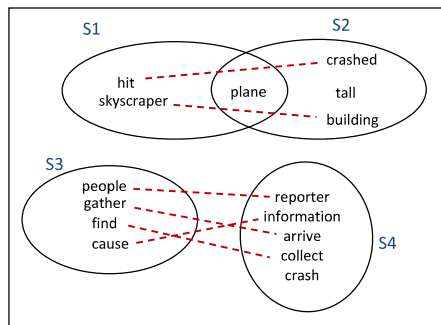 S1
S2
hit
skyscraper
plane
crashed
tall
building
S3
people
gather
find
cause
reporter
information
arrive
collect
crash
S4